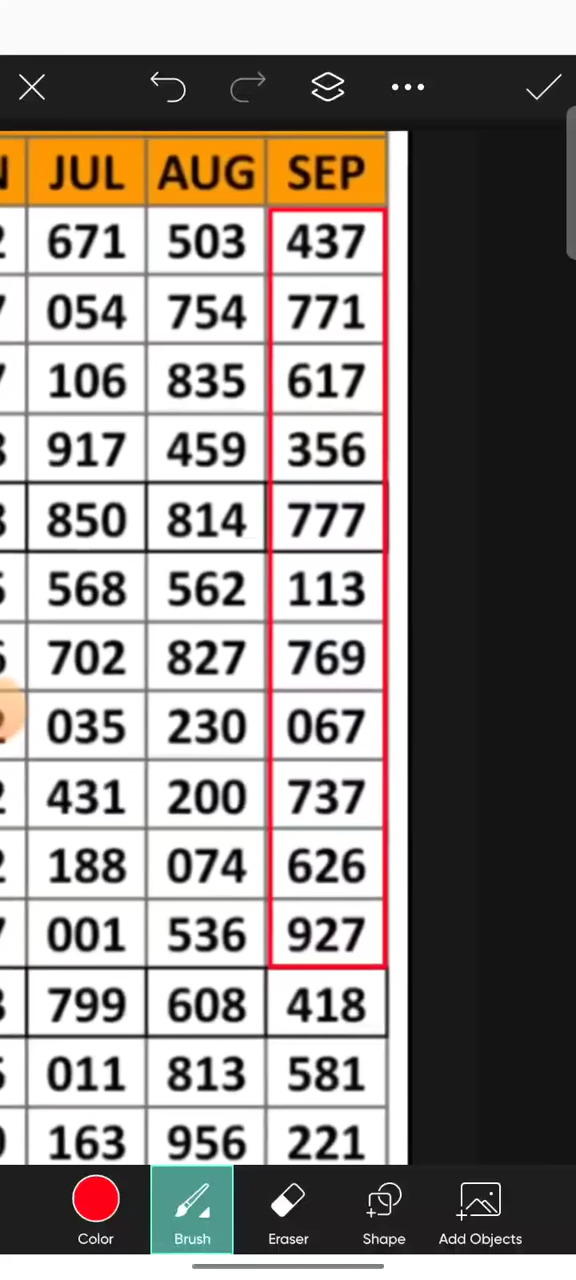 JUL AUG SEP
671 503 437
054 754 771
106 835 617
917 459 356
850 814 777
568 562 113
702 827 769
035 230 067
431 200 737
188 074 626
001 536 927
799 608 418
011 813 581
163 956 221
Color Brush Eraser Shape Add Objects